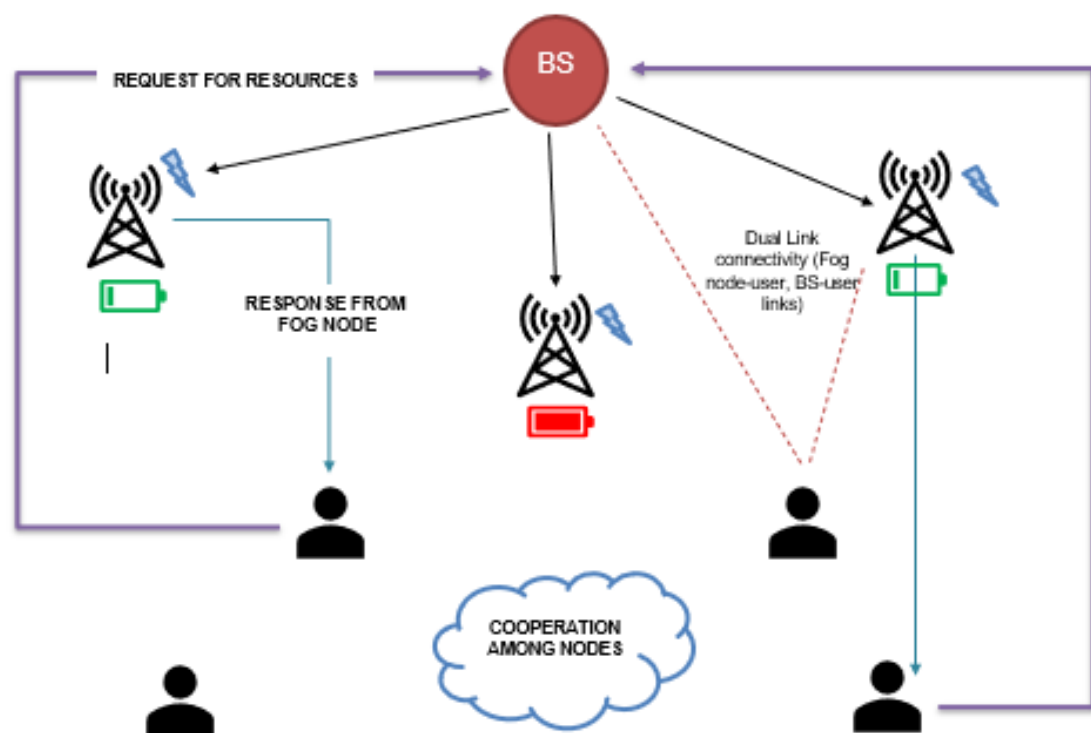 BS
REQUEST FOR RESOURCES
Dual Link
connectivity (Fog
node-user, BS-user
links)
RESPONSE FROM
FOG NODE
COOPERATION
AMONG NODES